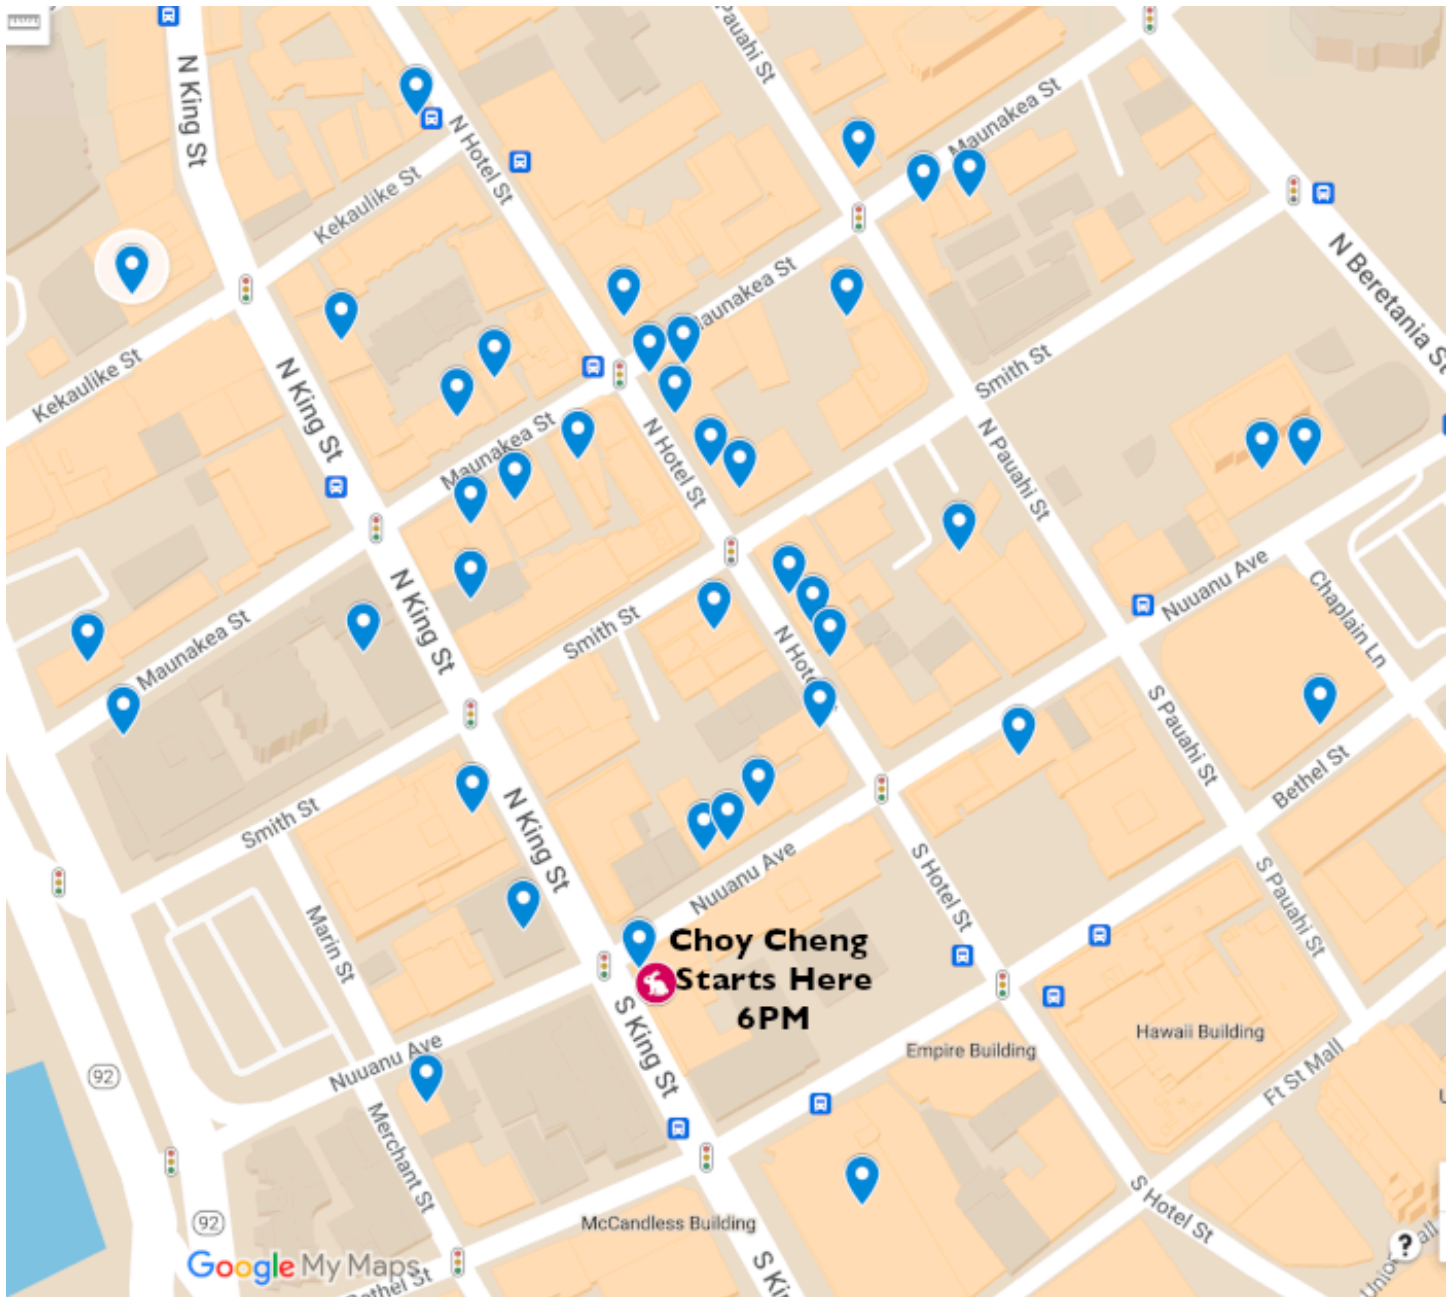 N King St
Pauahi St
N Hotel St
Maunakea St
Kekaulike St
N Beretania St
Maunakea St
Kekaulike St
Smith St
N King St
Maunakea St
N Hotel St
N Pauahi St
Nuuanu Ave
Chaplain Ln
N King St
Smith St
Maunakea St
N Hotel
S Pauahi St
Bethel St
Smith St
N King St
Nuuanu Ave
S Hotel St
S Pauahi St
Marin St
Choy Cheng
Starts Here
6PM
S King St
Hawaii Building
Empire Building
Nuuanu Ave
Ft St Mall
92
Merchant St
S Hotel St
92
McCandless Building
?
Google My Maps
Bethel St
S King
Union Mall